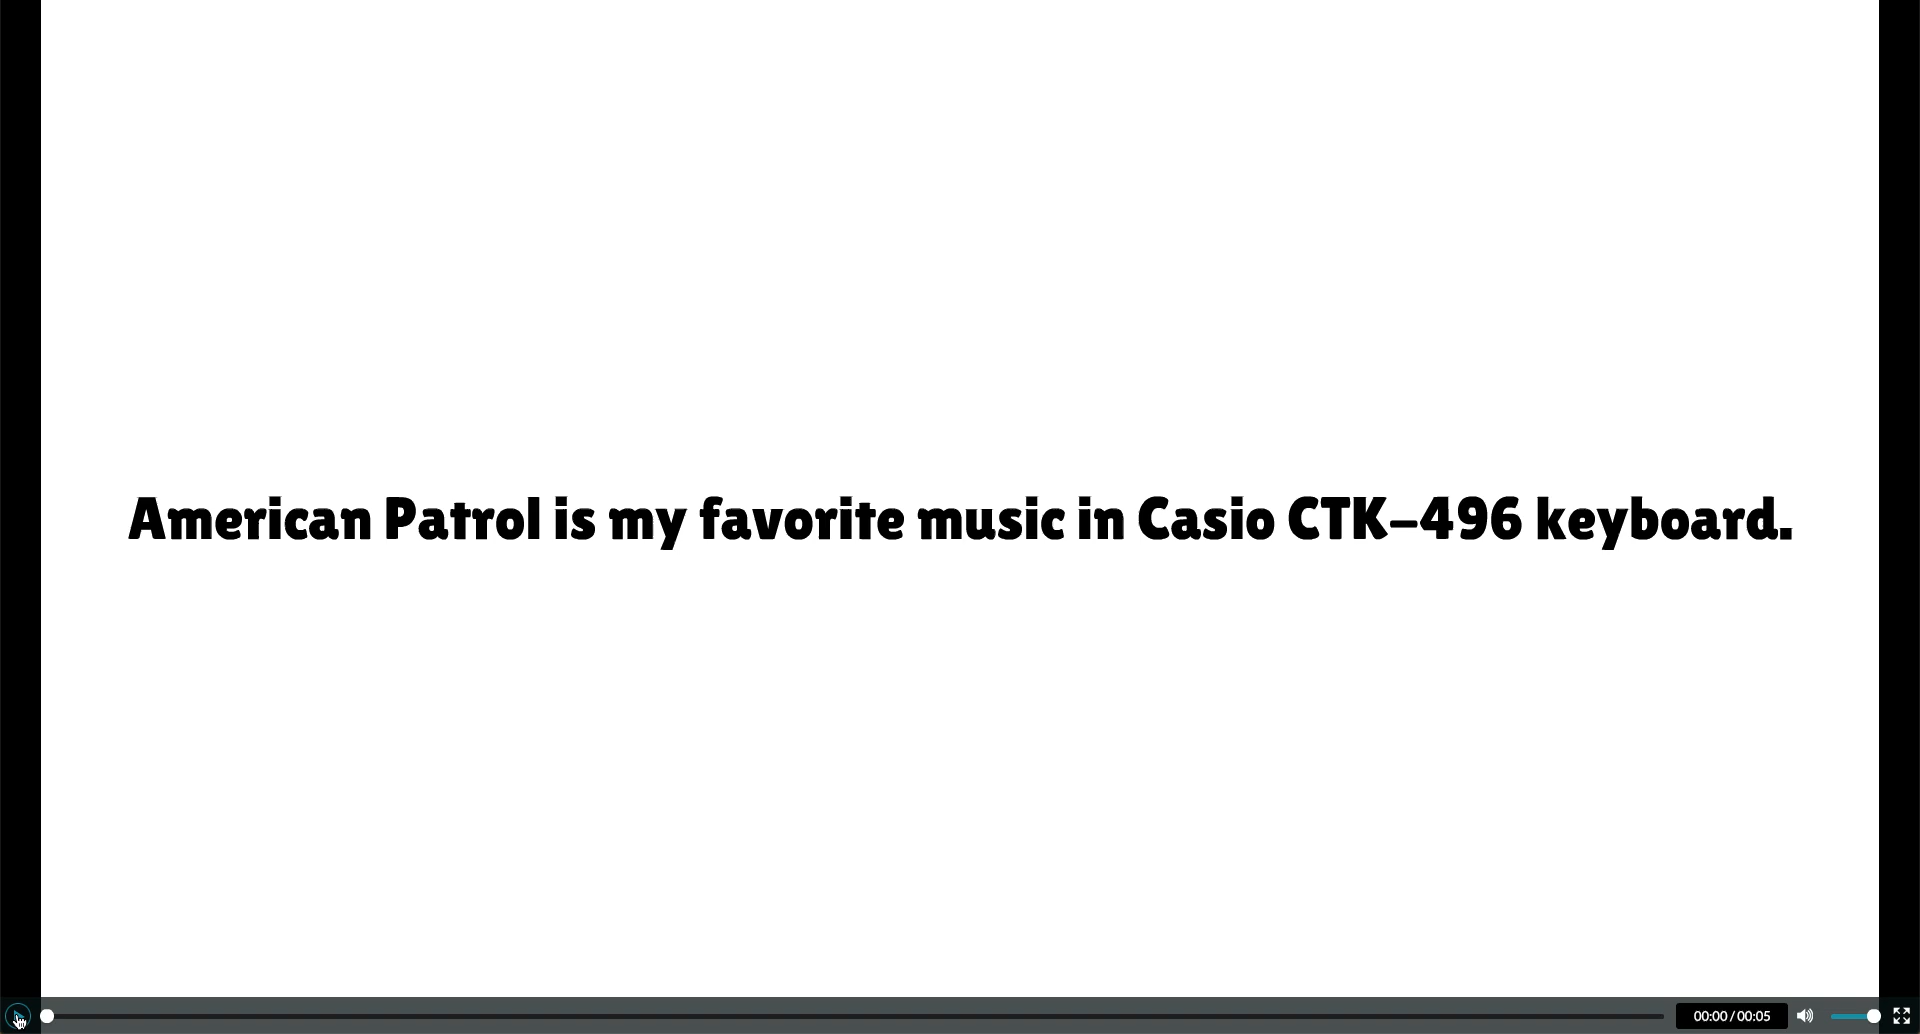 American Patrol is my favorite music in Casio CTK-496 keyboard.
00:00 / 00:05